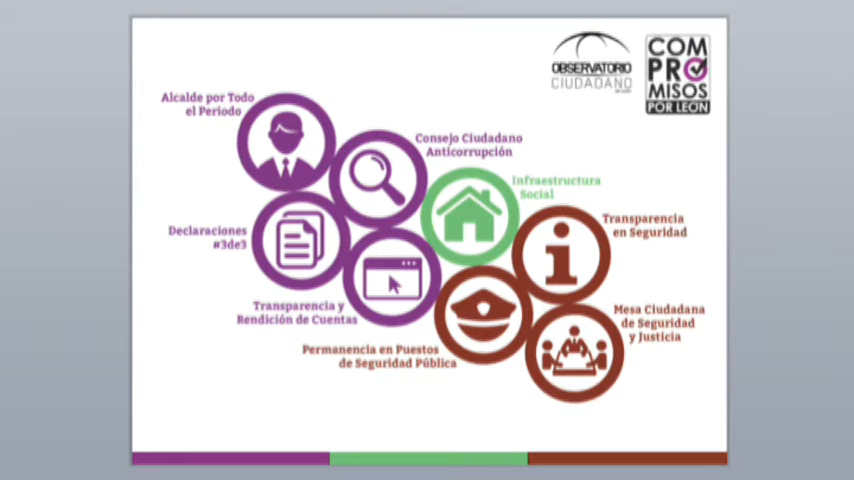 OBSERVATORIO
CIUDADANO
COM
PRO
MISOS
POR LEÓN
Alcalde por Todo
el Periodo
Consejo Ciudadano
Anticorrupción
Infraestructura
Social
Transparencia
en Seguridad
Declaraciones
#3de3
Transparencia y
Rendición de Cuentas
Mesa Ciudadana
de Seguridad
y Justicia
Permanencia en Puestos
de Seguridad Pública